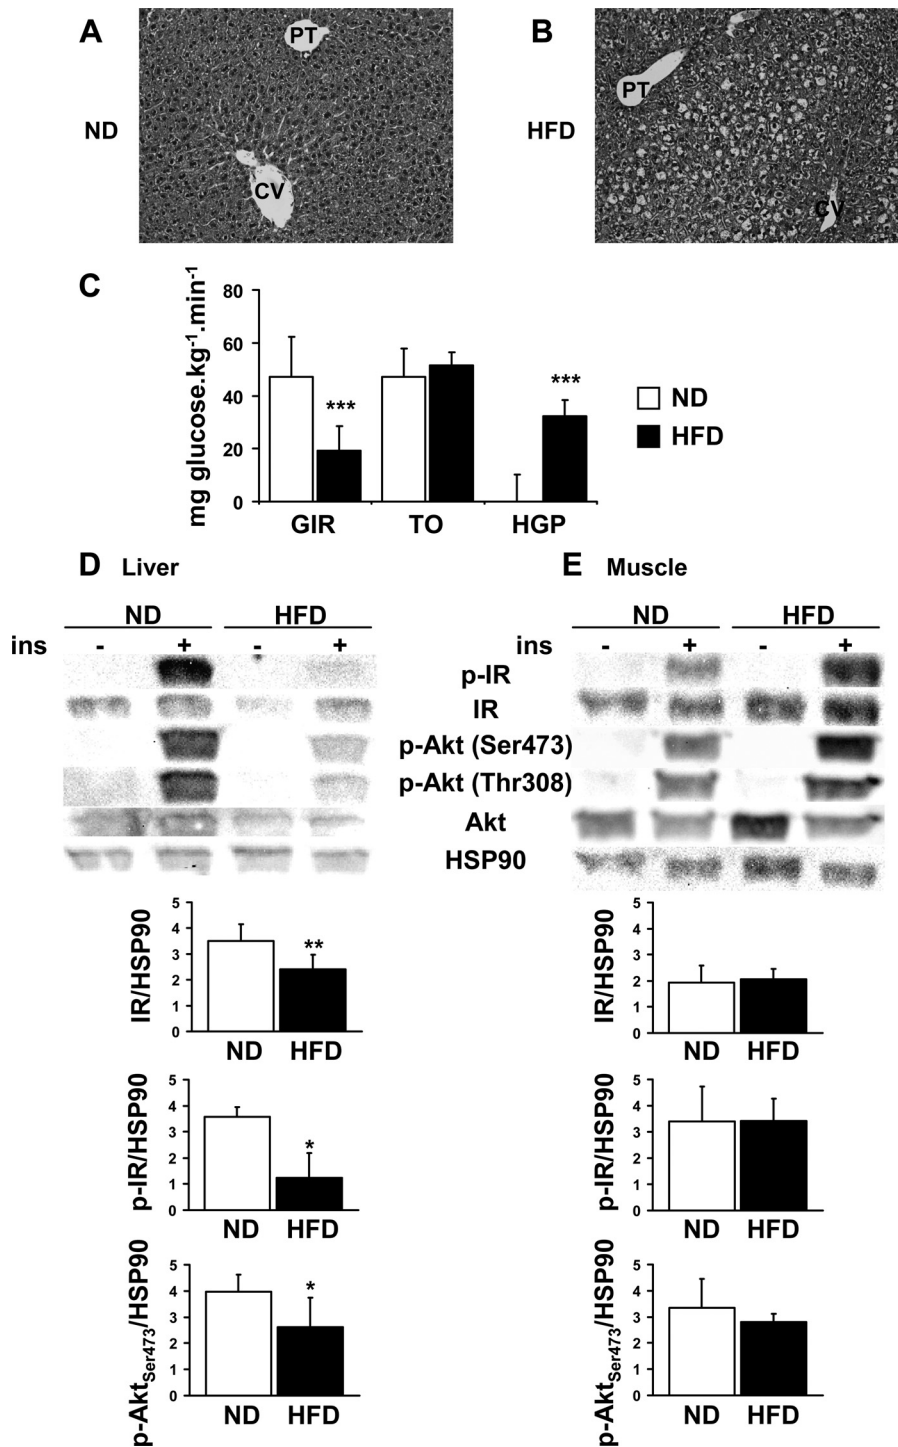 A
B
PT
PT
ND
HFD
CV
CV
C
mg glucose.kg⁻¹.min⁻¹
80
60
40
20
0
***
***
GIR TO HGP
ND
HFD
D Liver
E Muscle
ND HFD
ND HFD
ins - + - +
ins - + - +
p-IR
IR
p-Akt (Ser473)
p-Akt (Thr308)
Akt
HSP90
IR/HSP90
5
4
3
2
1
0
**
ND HFD
IR/HSP90
5
4
3
2
1
0
ND HFD
p-IR/HSP90
5
4
3
2
1
0
*
ND HFD
p-IR/HSP90
5
4
3
2
1
0
ND HFD
p-Akt_Ser473/HSP90
5
4
3
2
1
0
*
ND HFD
p-Akt_Ser473/HSP90
5
4
3
2
1
0
ND HFD